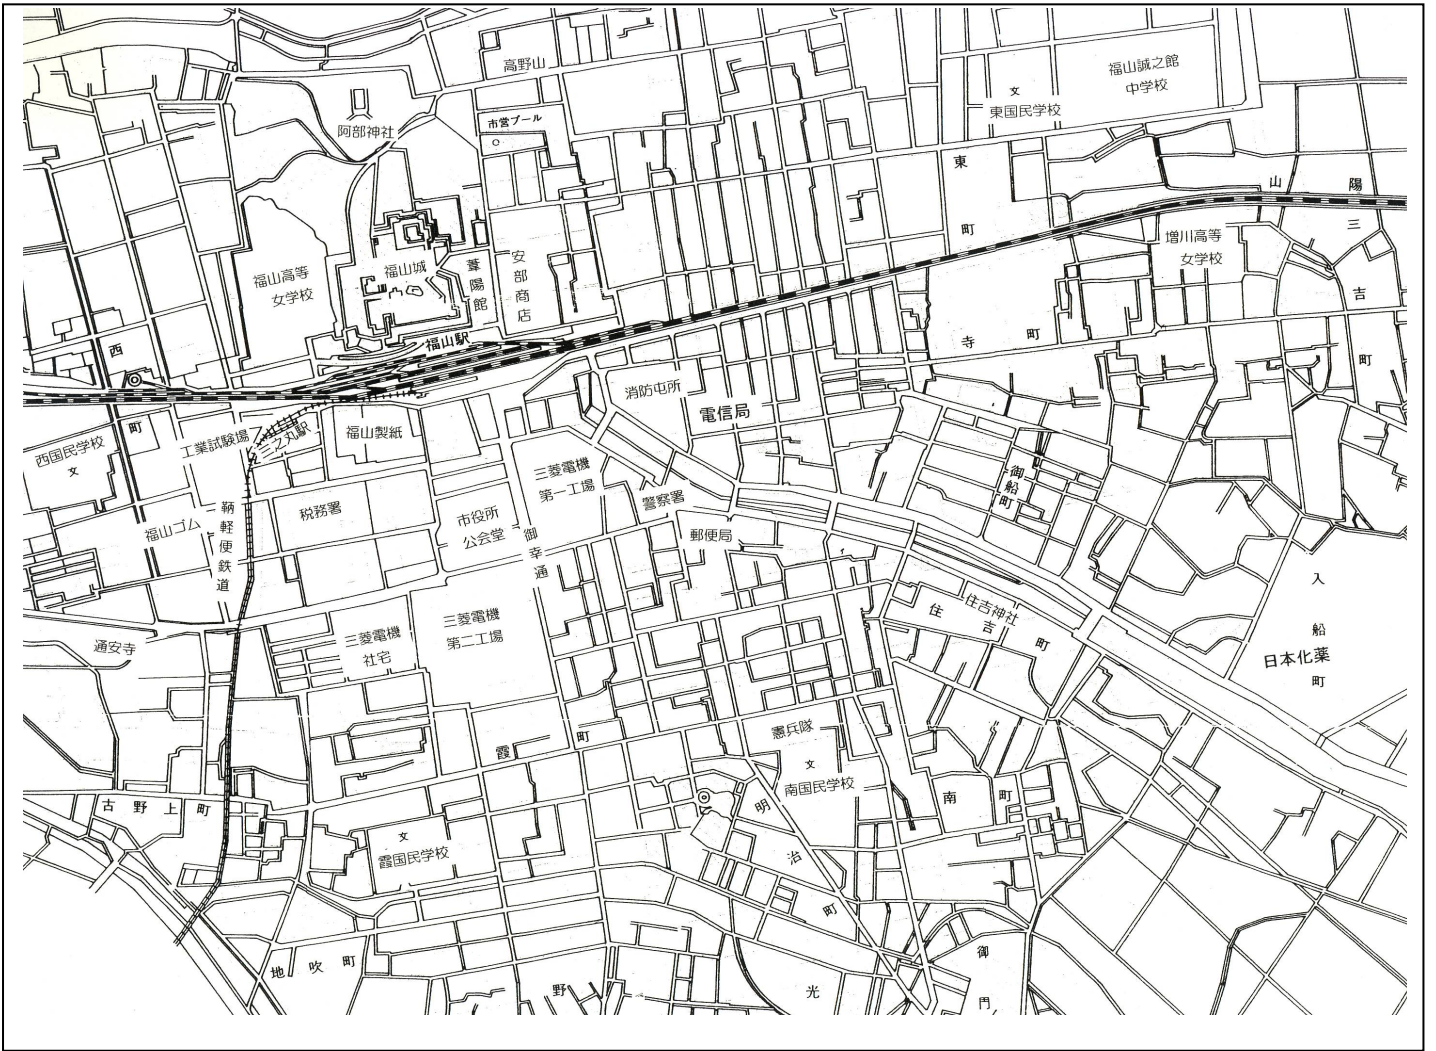 高野山
福山誠之館
中学校
文
東国民学校
阿部神社
市営プール
東
町
山陽
三
吉
町
増川高等
女学校
福山高等
女学校
福山城
葦陽館
安部商店
福山駅
寺町
西
町
消防屯所
電信局
工業試験場
三之丸駅
福山製紙
西国民学校
文
三菱電機
第一工場
警察署
御船町
鞆軽便鉄道
税務署
市役所
公会堂
御幸通
郵便局
福山ゴム
入
船
町
日本化薬
住吉神社
住吉町
通安寺
三菱電機
社宅
三菱電機
第二工場
霞町
憲兵隊
文
南国民学校
南町
明治町
古野上町
文
霞国民学校
地吹町
野
光
御
門